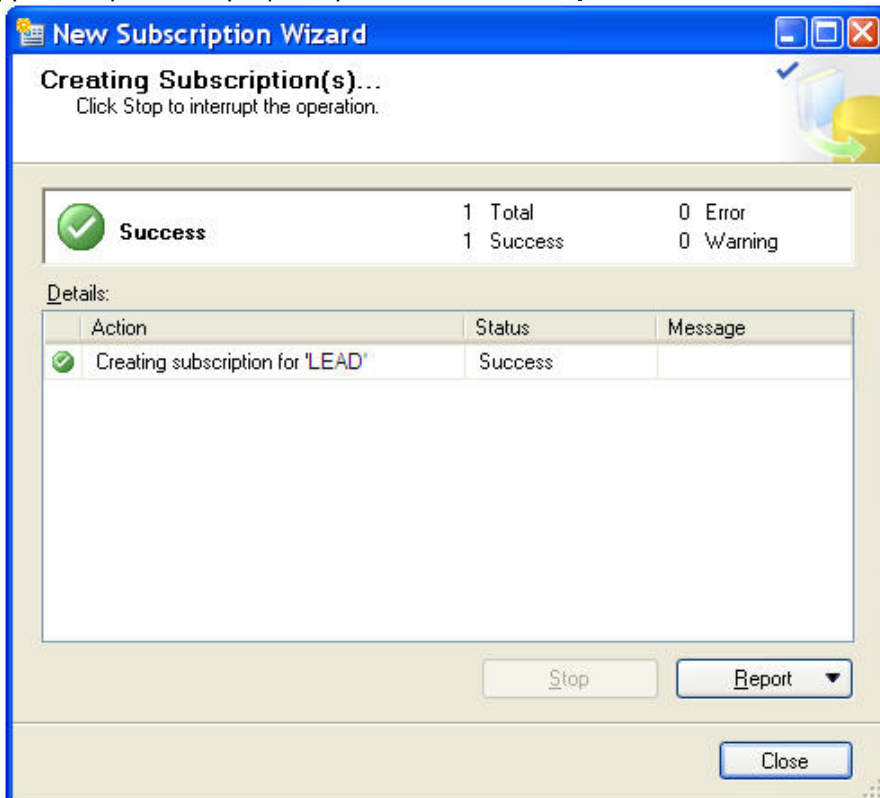 New Subscription Wizard
Creating Subscription(s)...
Click Stop to interrupt the operation.
Success
1 Total
0 Error
1 Success
0 Warning
Details:
Action Status Message
Creating subscription for 'LEAD' Success
Stop Report
Close